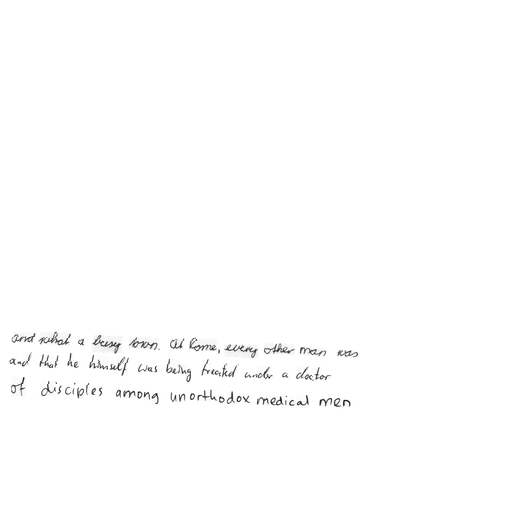 and what a busy town. At Rome, every other man was
and that he himself was being treated under a doctor
of disciples among unorthodox medical men